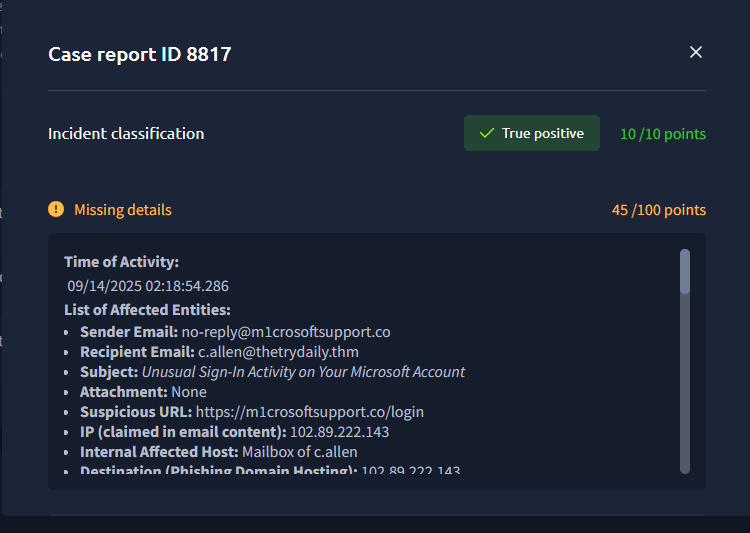 Case report ID 8817
Incident classification
True positive
10 /10 points
Missing details
45 /100 points
Time of Activity:
09/14/2025 02:18:54.286
List of Affected Entities:
• Sender Email: no-reply@m1crosoftsupport.co
• Recipient Email: c.allen@thetrydaily.thm
• Subject: Unusual Sign-In Activity on Your Microsoft Account
• Attachment: None
• Suspicious URL: https://m1crosoftsupport.co/login
• IP (claimed in email content): 102.89.222.143
• Internal Affected Host: Mailbox of c.allen
• Destination (Phishing Domain Hosting): 102.89.222.143